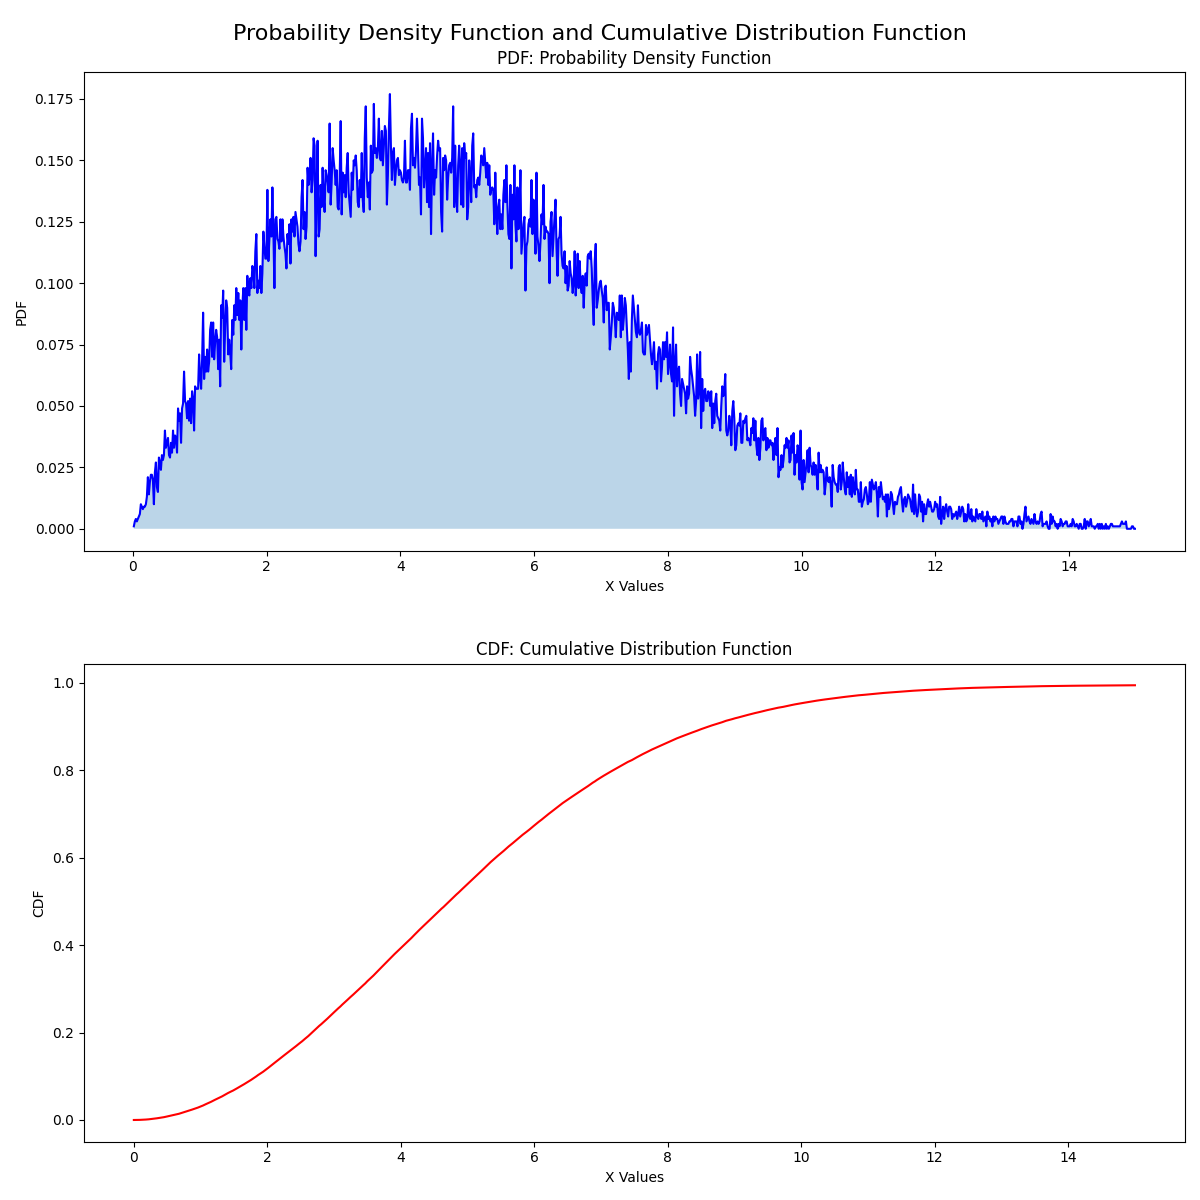 Probability Density Function and Cumulative Distribution Function
PDF: Probability Density Function
0.175
0.150
0.125
0.100
0.075
0.050
0.025
0.000
PDF
0 2 4 6 8 10 12 14
X Values
CDF: Cumulative Distribution Function
1.0
0.8
0.6
0.4
0.2
0.0
CDF
0 2 4 6 8 10 12 14
X Values